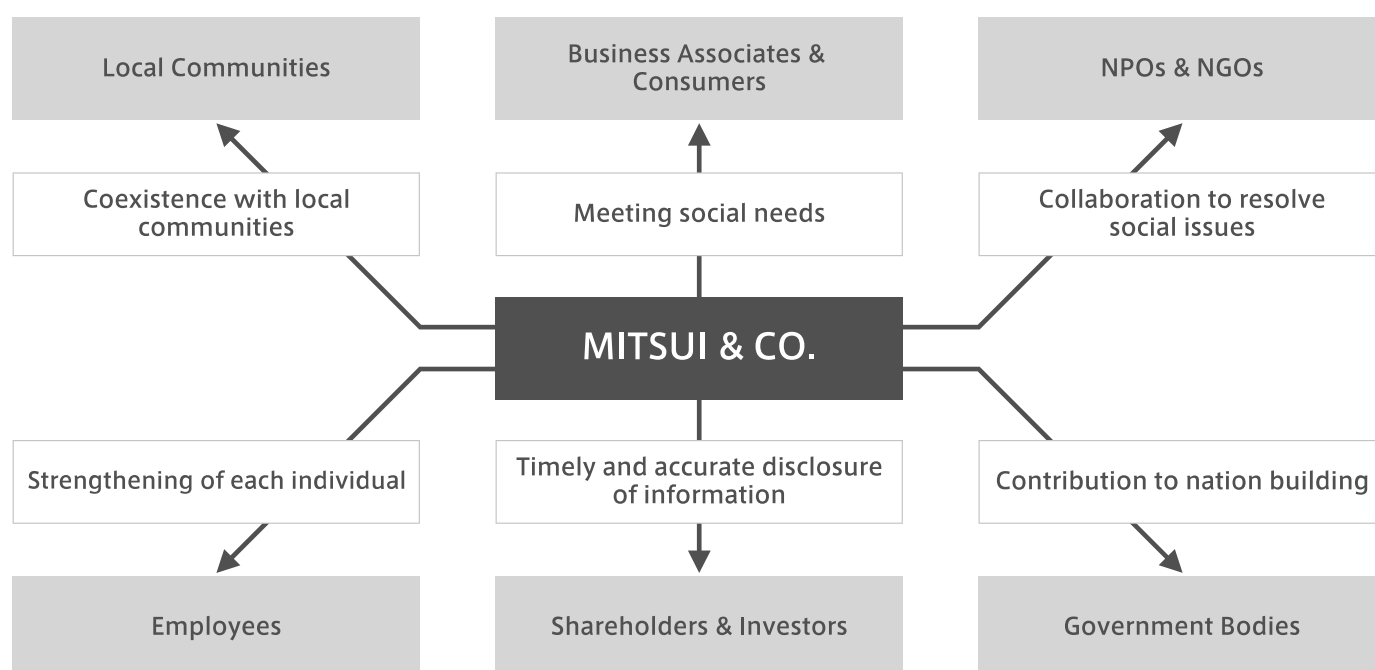 Local Communities
Business Associates &
Consumers
NPOs & NGOs
Coexistence with local
communities
Meeting social needs
Collaboration to resolve
social issues
MITSUI & CO.
Strengthening of each individual
Timely and accurate disclosure
of information
Contribution to nation building
Employees
Shareholders & Investors
Government Bodies